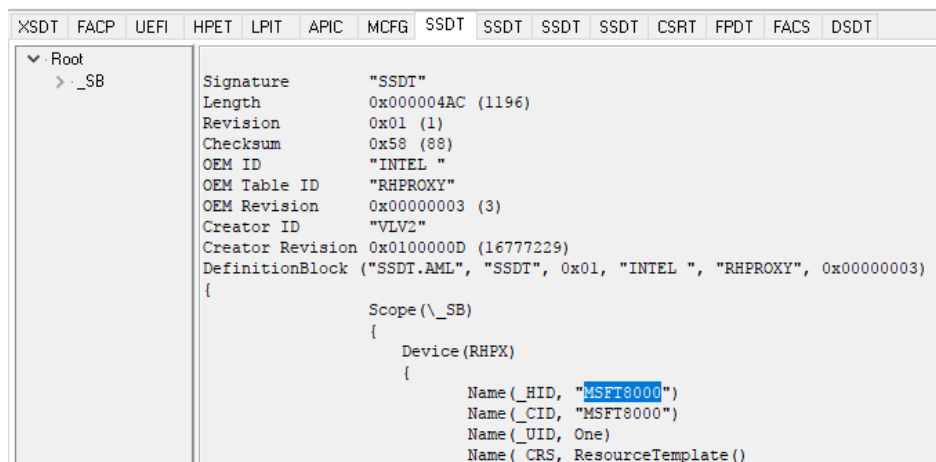 XSDT FACP UEFI HPET LPIT APIC MCFG SSDT SSDT SSDT SSDT CSRT FPDT FACS DSDT
Root
_SB
Signature "SSDT"
Length 0x000004AC (1196)
Revision 0x01 (1)
Checksum 0x58 (88)
OEM ID "INTEL "
OEM Table ID "RHPROXY"
OEM Revision 0x00000003 (3)
Creator ID "VLV2"
Creator Revision 0x0100000D (16777229)
DefinitionBlock ("SSDT.AML", "SSDT", 0x01, "INTEL ", "RHPROXY", 0x00000003)
{
Scope(\_SB)
{
Device(RHPX)
{
Name(_HID, "MSFT8000")
Name(_CID, "MSFT8000")
Name(_UID, One)
Name(_CRS, ResourceTemplate()